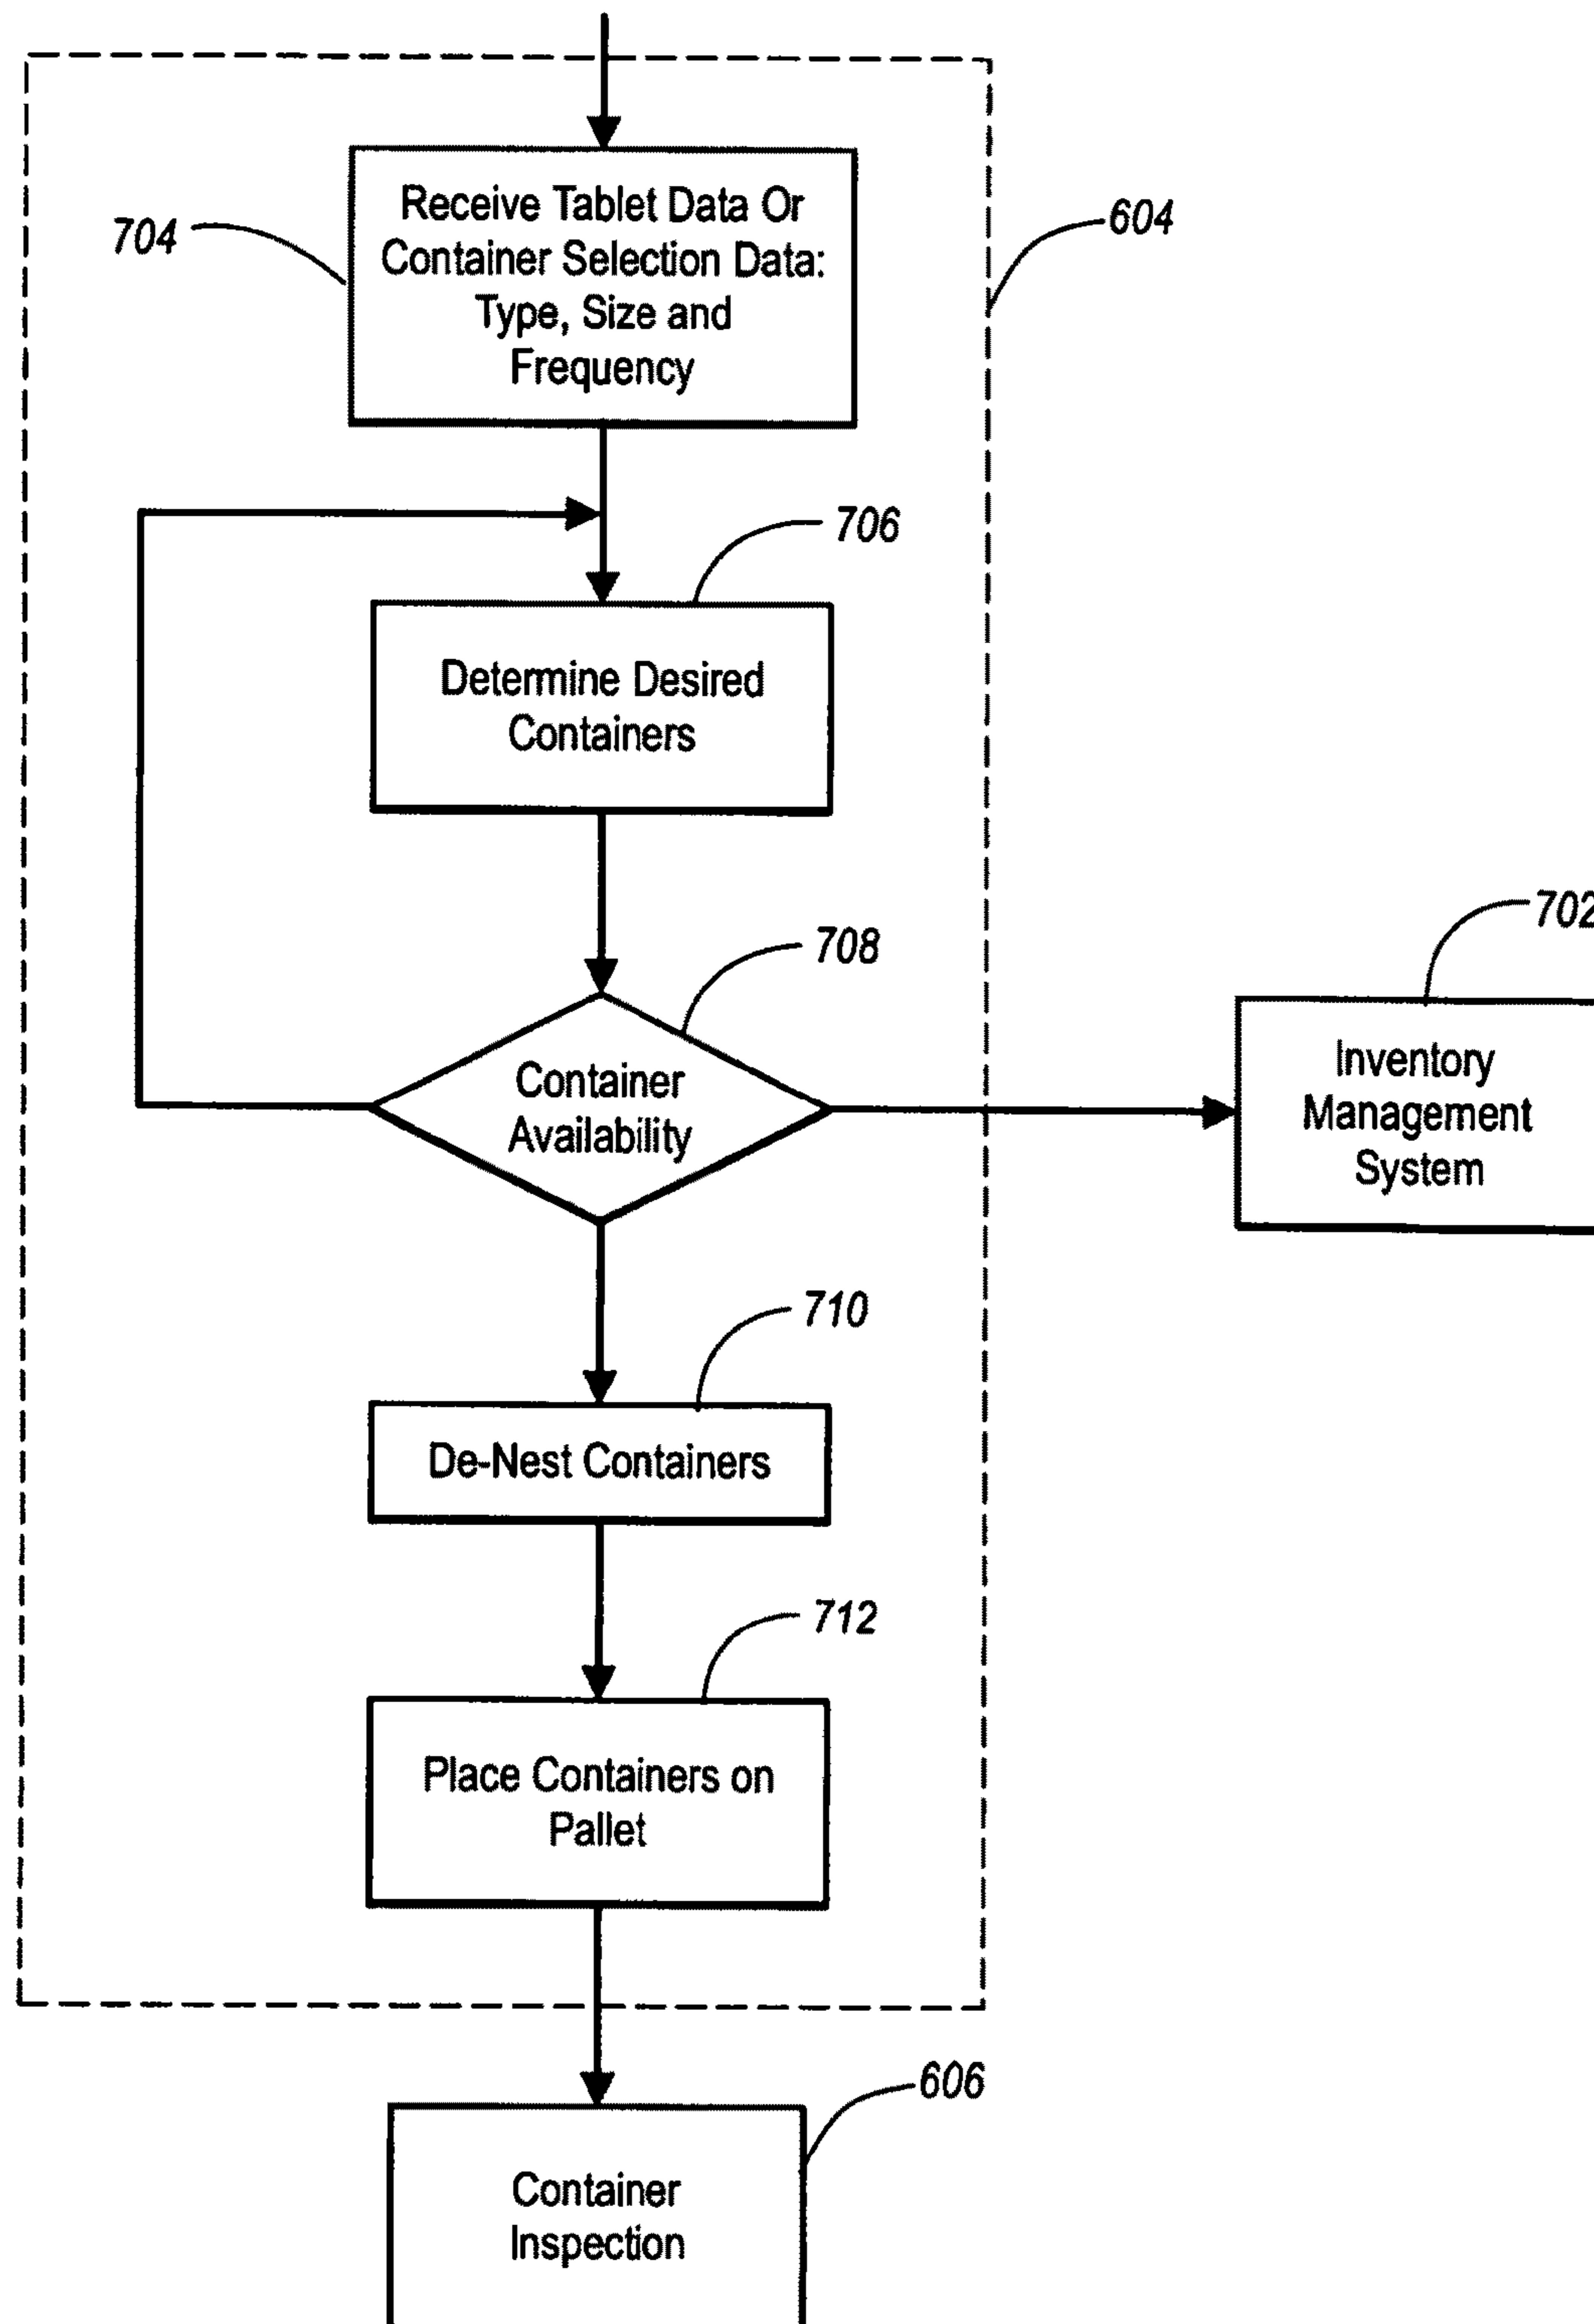 704
Receive Tablet Data Or
Container Selection Data:
Type, Size and
Frequency
604
706
Determine Desired
Containers
708
Container
Availability
702
Inventory
Management
System
710
De-Nest Containers
712
Place Containers on
Pallet
606
Container
Inspection